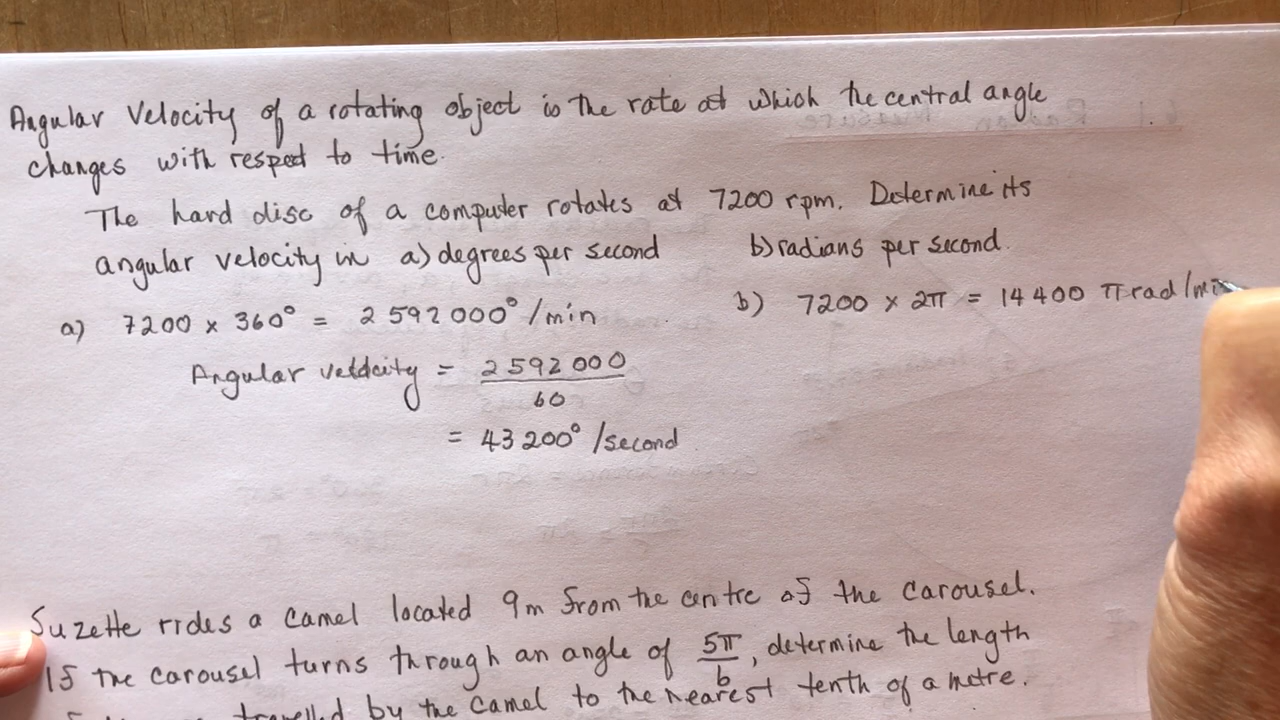 Angular Velocity of a rotating object is the rate at which the central angle
changes with respect to time.
The hard disc of a computer rotates at 7200 rpm. Determine its
angular velocity in a) degrees per second b) radians per second.
a) 7200 x 360° = 2 592 000° /min
b) 7200 x 2π = 14 400 π rad /mi
Angular velocity = 2 592 000
60
= 43 200° /second
Suzette rides a camel located 9m from the centre of the carousel.
If the carousel turns through an angle of 5π/6, determine the length
travelled by the camel to the nearest tenth of a metre.